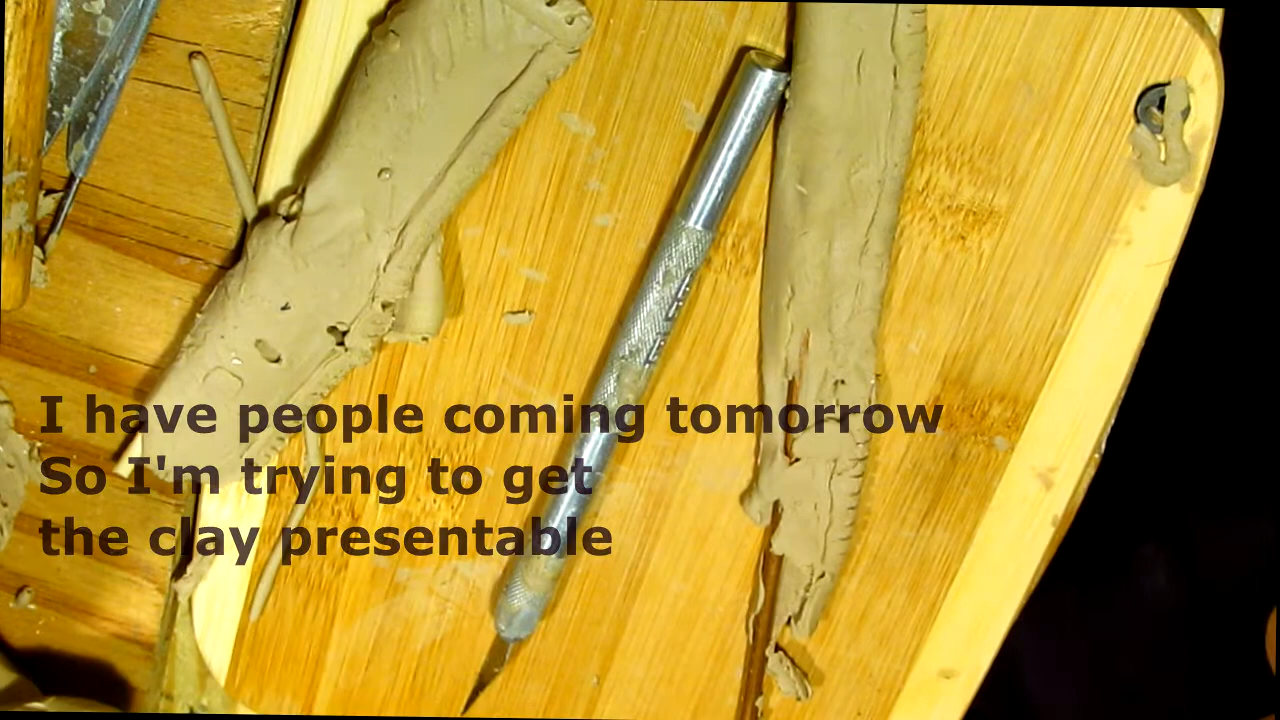 I have people coming tomorrow
So I'm trying to get
the clay presentable